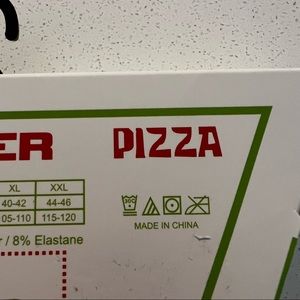 ER PIZZA
XL XXL
40-42 44-46
05-110 115-120
MADE IN CHINA
/ 8% Elastane